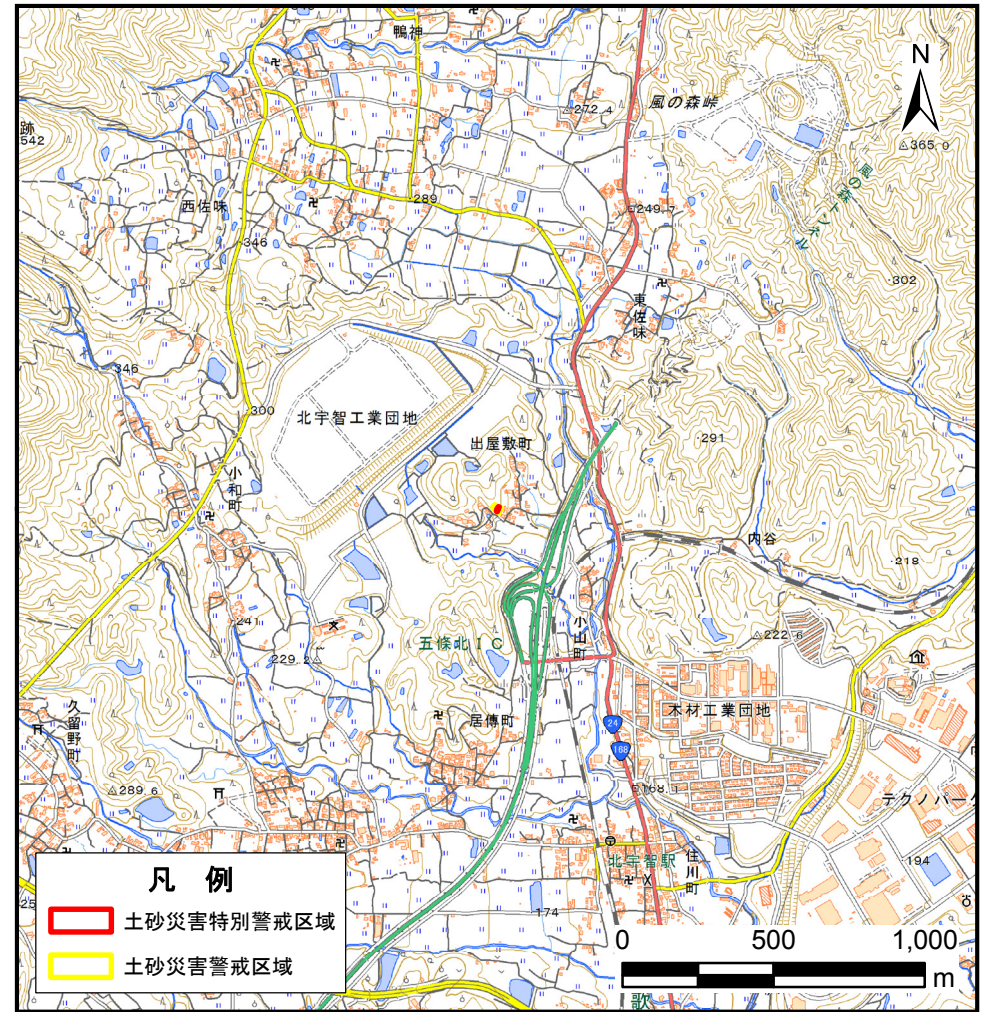 鴨神
N
風の森峠
272.4
跡
542
365.0
風の森トンネル
西佐味
289
249.7
346
302
東佐味
346
300
北宇智工業団地
出屋敷町
291
小和町
内谷
218
241
小山町
222.6
229.2
五條北IC
木材工業団地
久留野町
居傳町
24
168
289.6
168.1
テクノパーク
北宇智駅
住川町
194
凡 例
土砂災害特別警戒区域
土砂災害警戒区域
25
174
0 500 1,000
m
歌